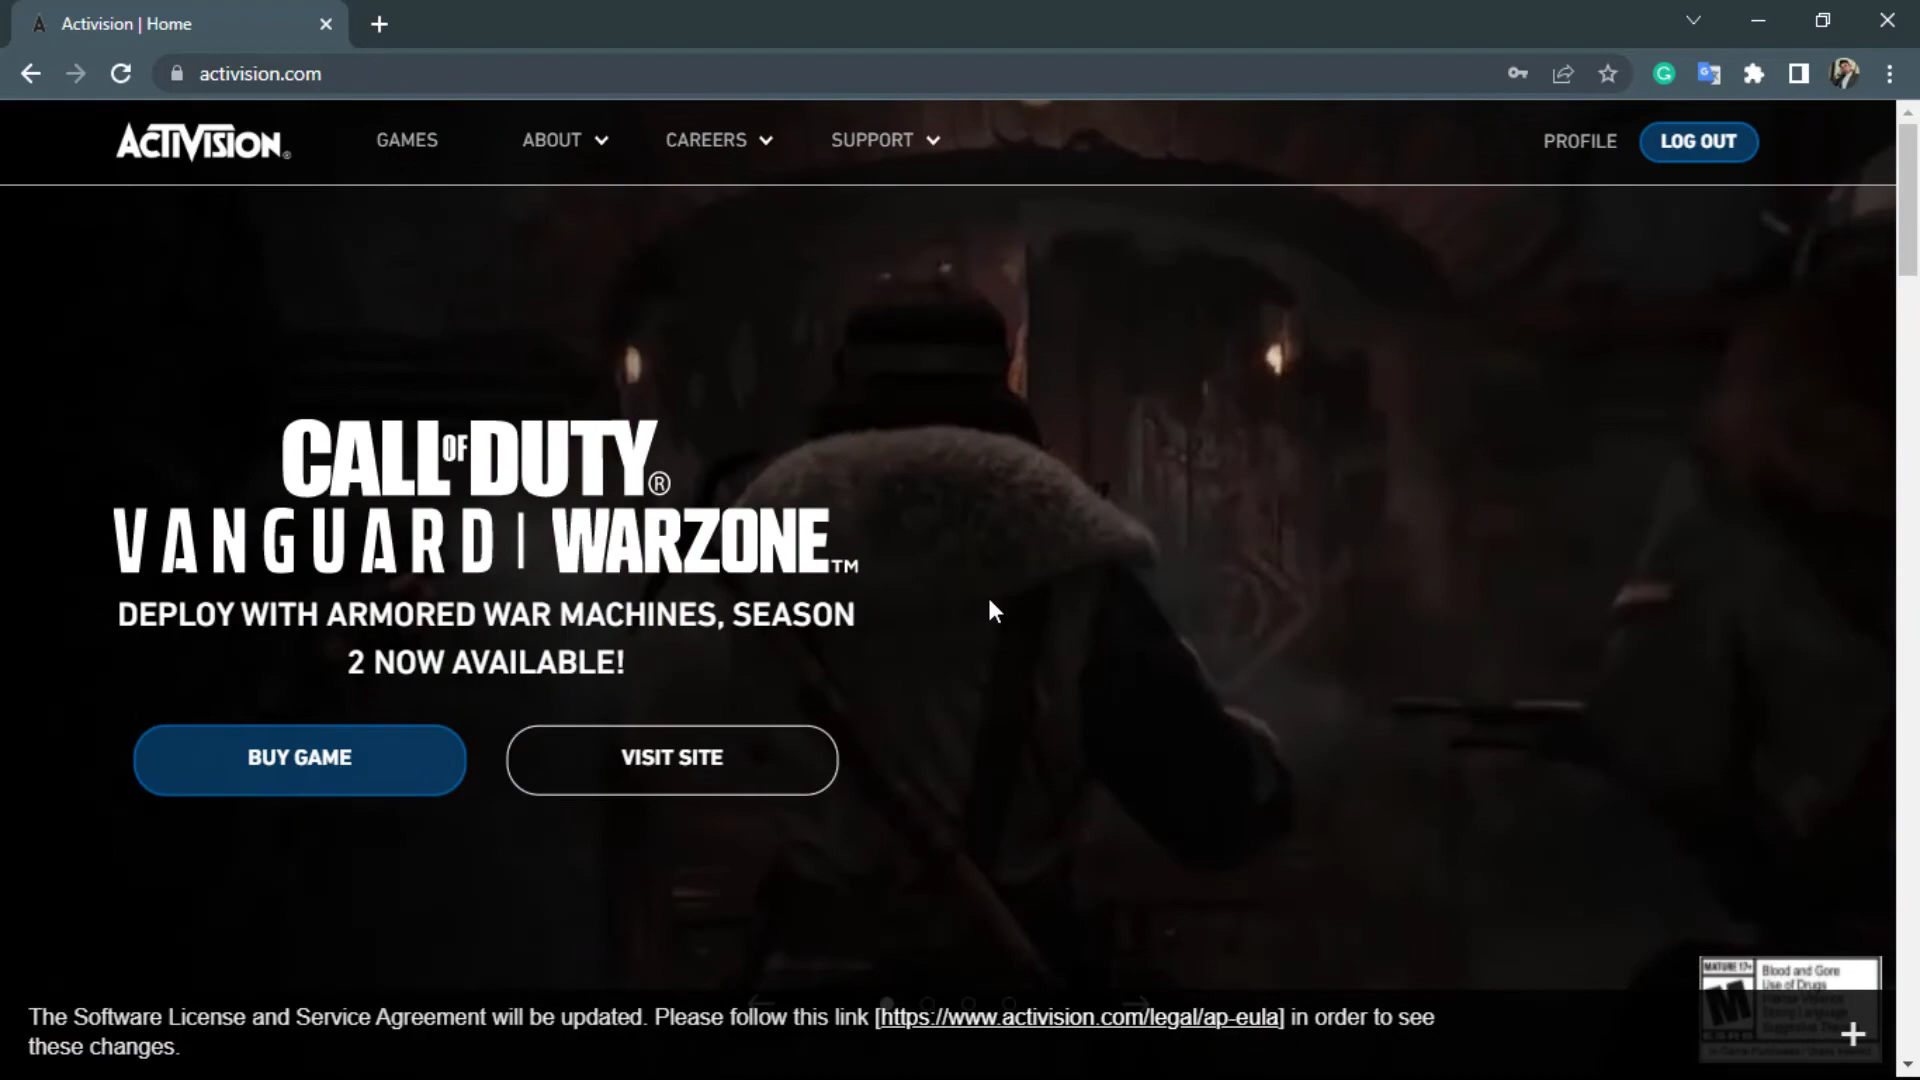 Activision | Home
activision.com
ACTIVISION®
GAMES
ABOUT
CAREERS
SUPPORT
PROFILE
LOG OUT
CALL OF DUTY®
VANGUARD | WARZONE™
DEPLOY WITH ARMORED WAR MACHINES, SEASON
2 NOW AVAILABLE!
BUY GAME
VISIT SITE
MATURE 17+
M
Blood and Gore
Use of Drugs
The Software License and Service Agreement will be updated. Please follow this link [https://www.activision.com/legal/ap-eula] in order to see
these changes.